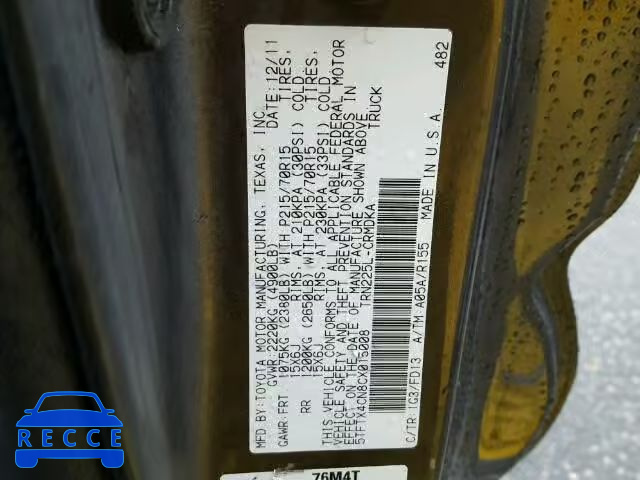 MFD BY: TOYOTA MOTOR MANUFACTURING, TEXAS, INC.
GVWR: 2220KG (4900LB) DATE: 12/11
GAWR: FRT 1075KG (2380LB) WITH P215/70R15 TIRES,
15X6J RIMS, AT 210KPA (30PSI) COLD
RR 1200KG (2650LB) WITH P215/70R15 TIRES,
15X6J RIMS, AT 230KPA (33PSI) COLD
THIS VEHICLE CONFORMS TO ALL APPLICABLE FEDERAL MOTOR
VEHICLE SAFETY AND THEFT PREVENTION STANDARDS IN
EFFECT ON THE DATE OF MANUFACTURE SHOWN ABOVE
5TFTX4CN8CX015008 TRN225L-CRMDKA TRUCK
C/TR: 1G3/FD13 A/TM: A05A/R155 MADE IN U.S.A. 482
76M4T
RECCE